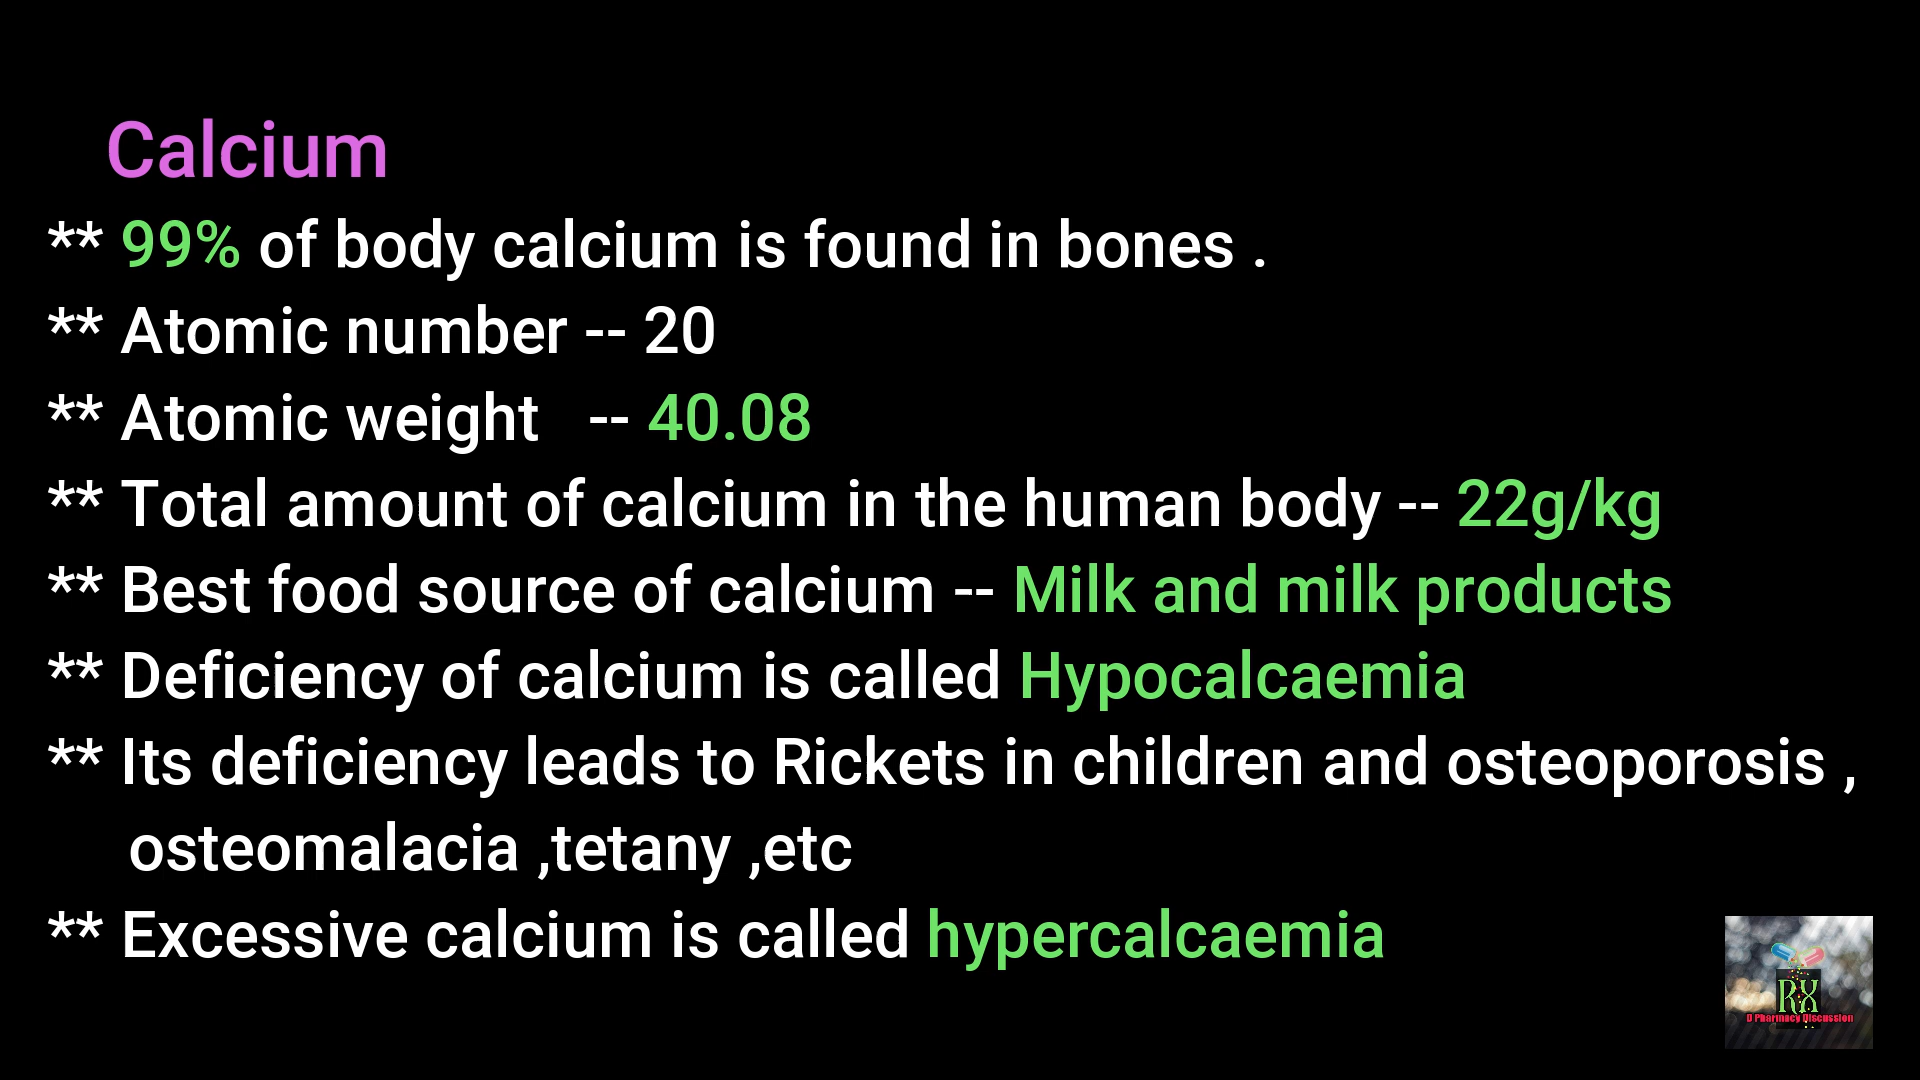 Calcium
** 99% of body calcium is found in bones .
** Atomic number -- 20
** Atomic weight   -- 40.08
** Total amount of calcium in the human body -- 22g/kg
** Best food source of calcium -- Milk and milk products
** Deficiency of calcium is called Hypocalcaemia
** Its deficiency leads to Rickets in children and osteoporosis ,
osteomalacia ,tetany ,etc
** Excessive calcium is called hypercalcaemia
RX
D Pharmacy Discussion